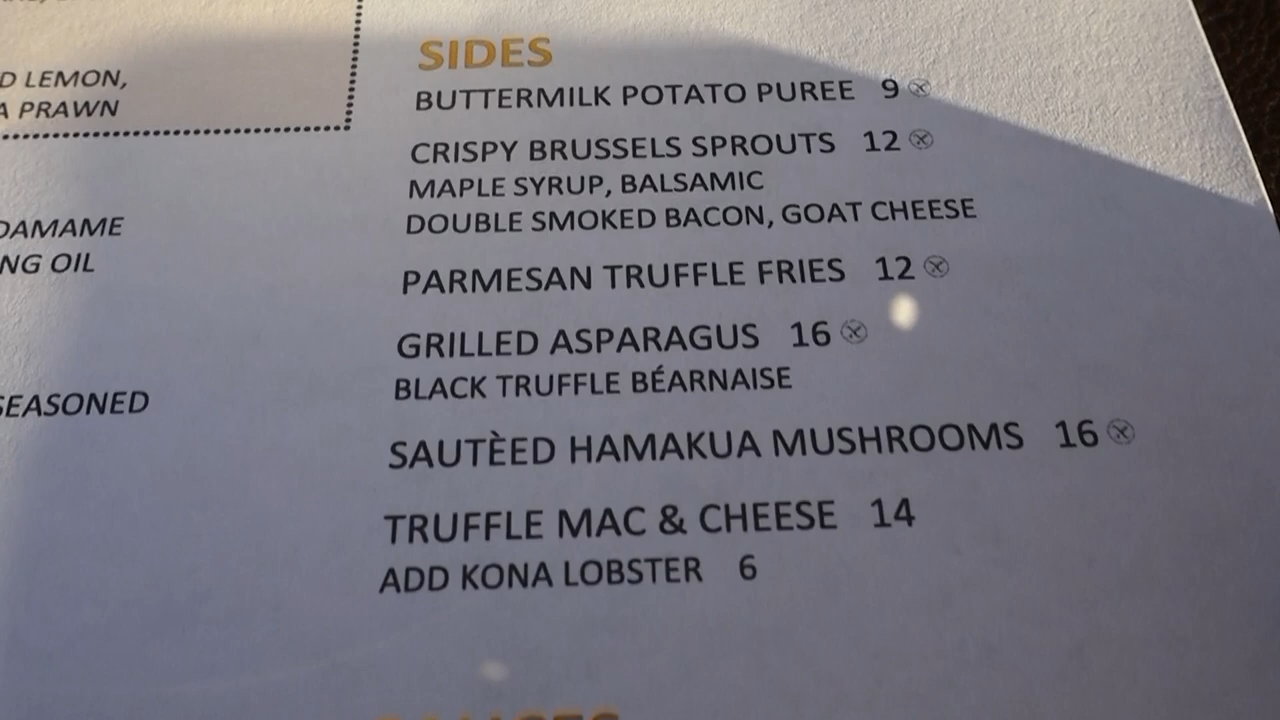 D LEMON,
A PRAWN
DAMAME
NG OIL
SEASONED
SIDES
BUTTERMILK POTATO PUREE 9
CRISPY BRUSSELS SPROUTS 12
MAPLE SYRUP, BALSAMIC
DOUBLE SMOKED BACON, GOAT CHEESE
PARMESAN TRUFFLE FRIES 12
GRILLED ASPARAGUS 16
BLACK TRUFFLE BÉARNAISE
SAUTÈED HAMAKUA MUSHROOMS 16
TRUFFLE MAC & CHEESE 14
ADD KONA LOBSTER 6